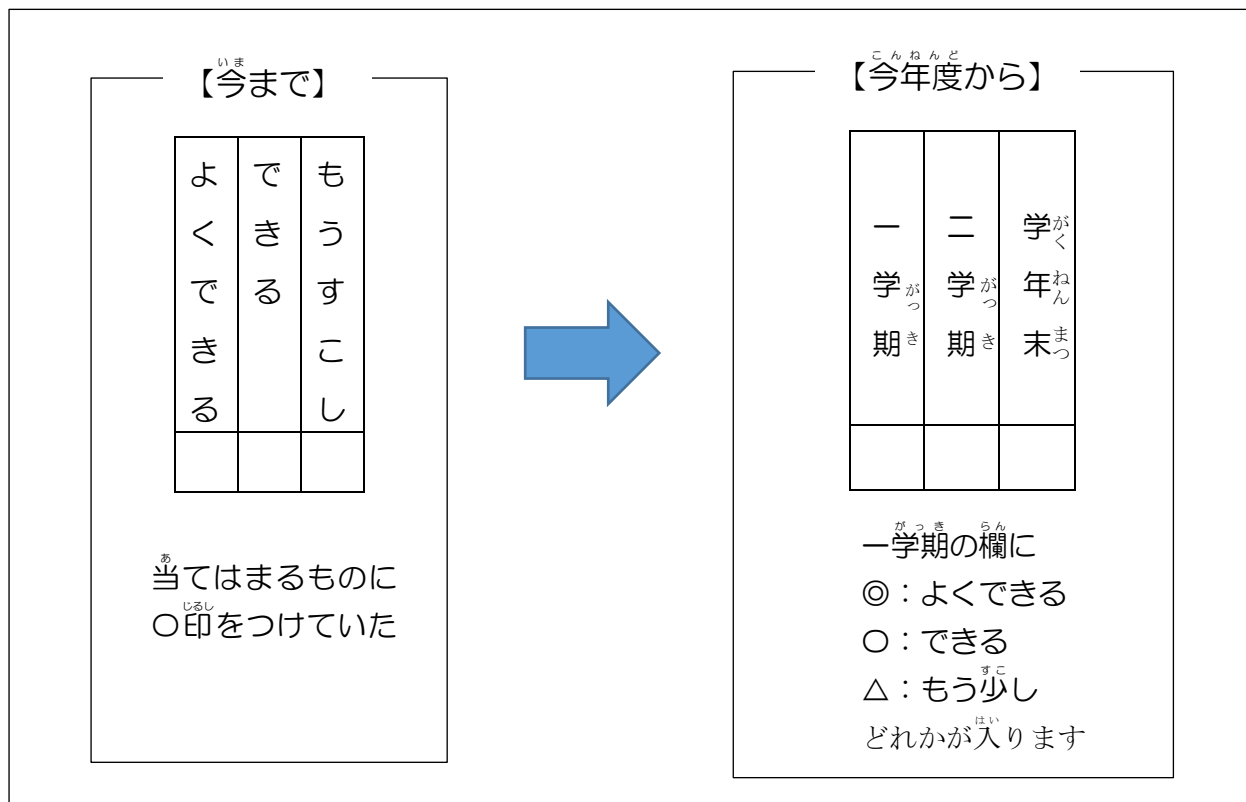 【今まで】
よくできる
できる
もうすこし
当てはまるものに
〇印をつけていた
【今年度から】
一学期
二学期
学年末
一学期の欄に
◎：よくできる
〇：できる
△：もう少し
どれかが入ります